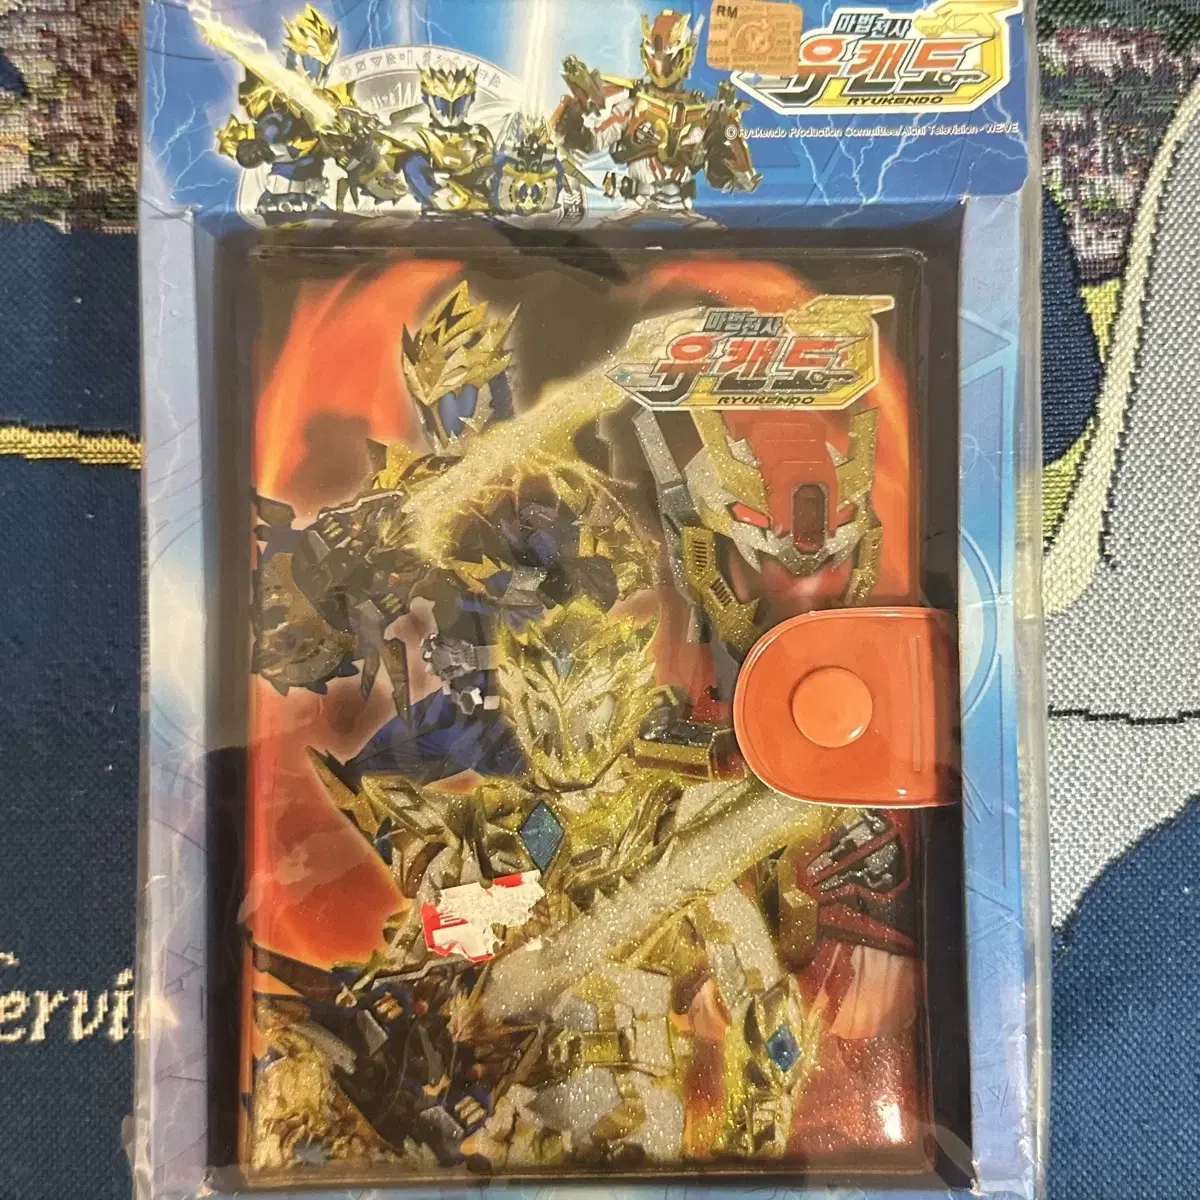 RM
마법전사
유캔도
RYUKENDO
© Ryukendo Production Committee/Aichi Television · WEVE
마법전사
유캔도
RYUKENDO
Servi